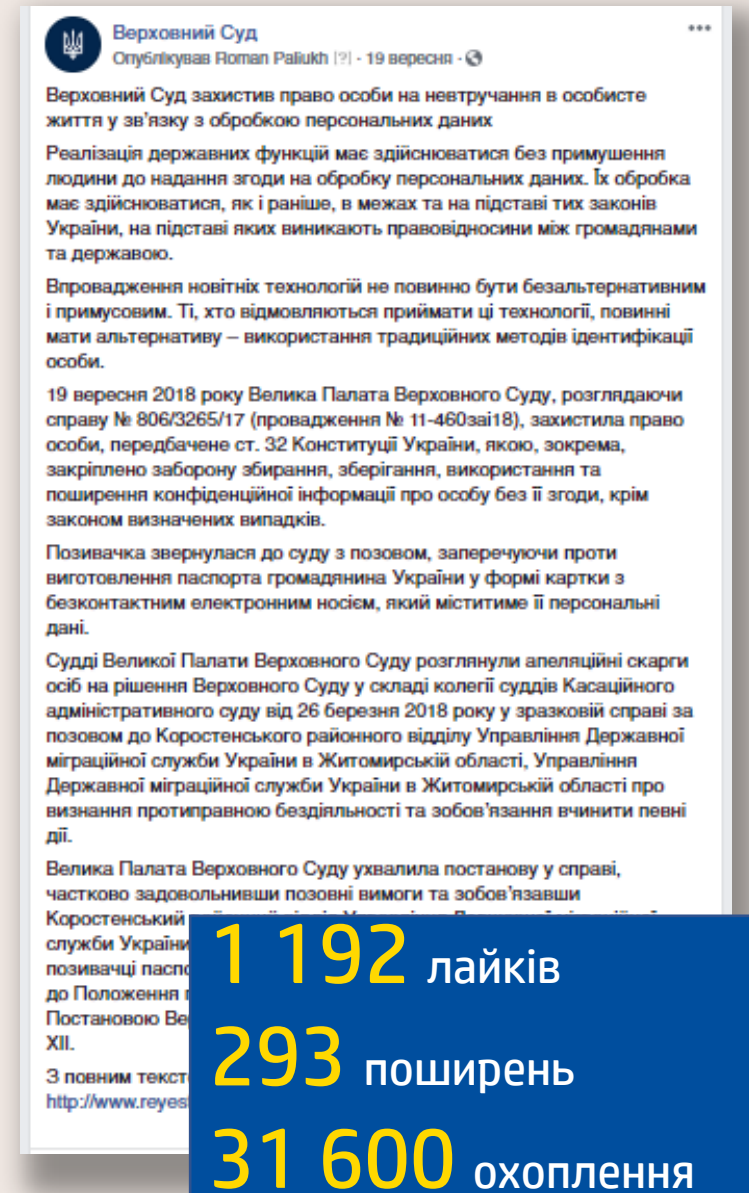 Верховний Суд
Опублікував Roman Paliukh [?] · 19 вересня ·
Верховний Суд захистив право особи на невтручання в особисте
життя у зв'язку з обробкою персональних даних
Реалізація державних функцій має здійснюватися без примушення
людини до надання згоди на обробку персональних даних. Їх обробка
має здійснюватися, як і раніше, в межах та на підставі тих законів
України, на підставі яких виникають правовідносини між громадянами
та державою.
Впровадження новітніх технологій не повинно бути безальтернативним
і примусовим. Ті, хто відмовляються приймати ці технології, повинні
мати альтернативу – використання традиційних методів ідентифікації
особи.
19 вересня 2018 року Велика Палата Верховного Суду, розглядаючи
справу № 806/3265/17 (провадження № 11-460заі18), захистила право
особи, передбачене ст. 32 Конституції України, якою, зокрема,
закріплено заборону збирання, зберігання, використання та
поширення конфіденційної інформації про особу без її згоди, крім
законом визначених випадків.
Позивачка звернулася до суду з позовом, заперечуючи проти
виготовлення паспорта громадянина України у формі картки з
безконтактним електронним носієм, який міститиме її персональні
дані.
Судді Великої Палати Верховного Суду розглянули апеляційні скарги
осіб на рішення Верховного Суду у складі колегії суддів Касаційного
адміністративного суду від 26 березня 2018 року у зразковій справі за
позовом до Коростенського районного відділу Управління Державної
міграційної служби України в Житомирській області, Управління
Державної міграційної служби України в Житомирській області про
визнання протиправною бездіяльності та зобов'язання вчинити певні
дії.
Велика Палата Верховного Суду ухвалила постанову у справі,
частково задовольнивши позовні вимоги та зобов'язавши
Коростенський
служби України
позивачці
до Положення
Постановою
XII.
З повним
http://www.reyes
1 192 лайків
293 поширень
31 600 охоплення